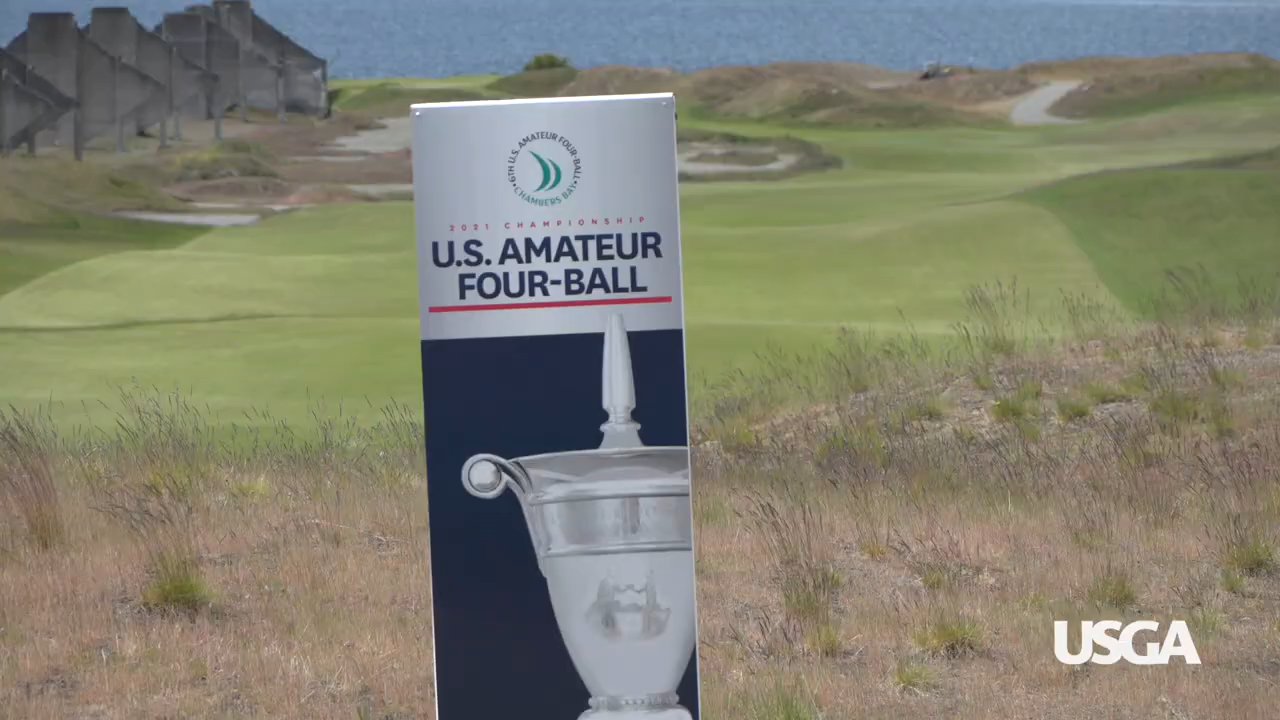 6TH U.S. AMATEUR FOUR-BALL
CHAMBERS BAY
2021 CHAMPIONSHIP
U.S. AMATEUR
FOUR-BALL
USGA